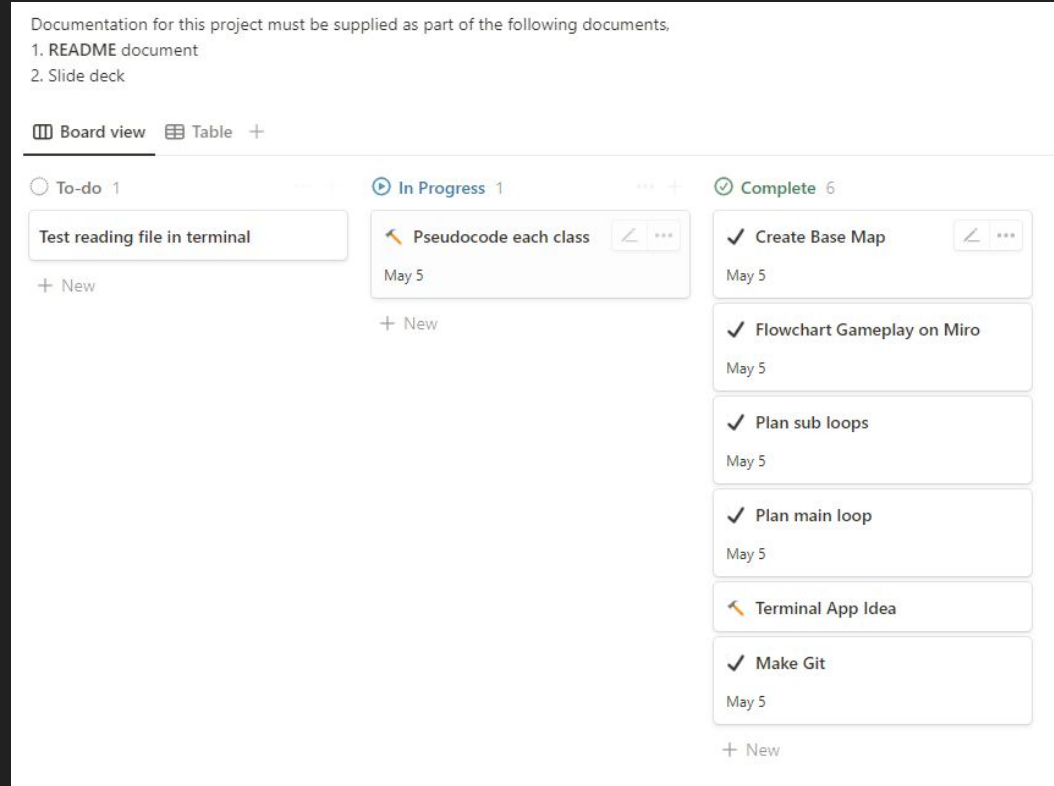 Documentation for this project must be supplied as part of the following documents,
1. README document
2. Slide deck
Board view Table
To-do 1
Test reading file in terminal
New
In Progress 1
Pseudocode each class
May 5
New
Complete 6
Create Base Map
May 5
Flowchart Gameplay on Miro
May 5
Plan sub loops
May 5
Plan main loop
May 5
Terminal App Idea
Make Git
May 5
New